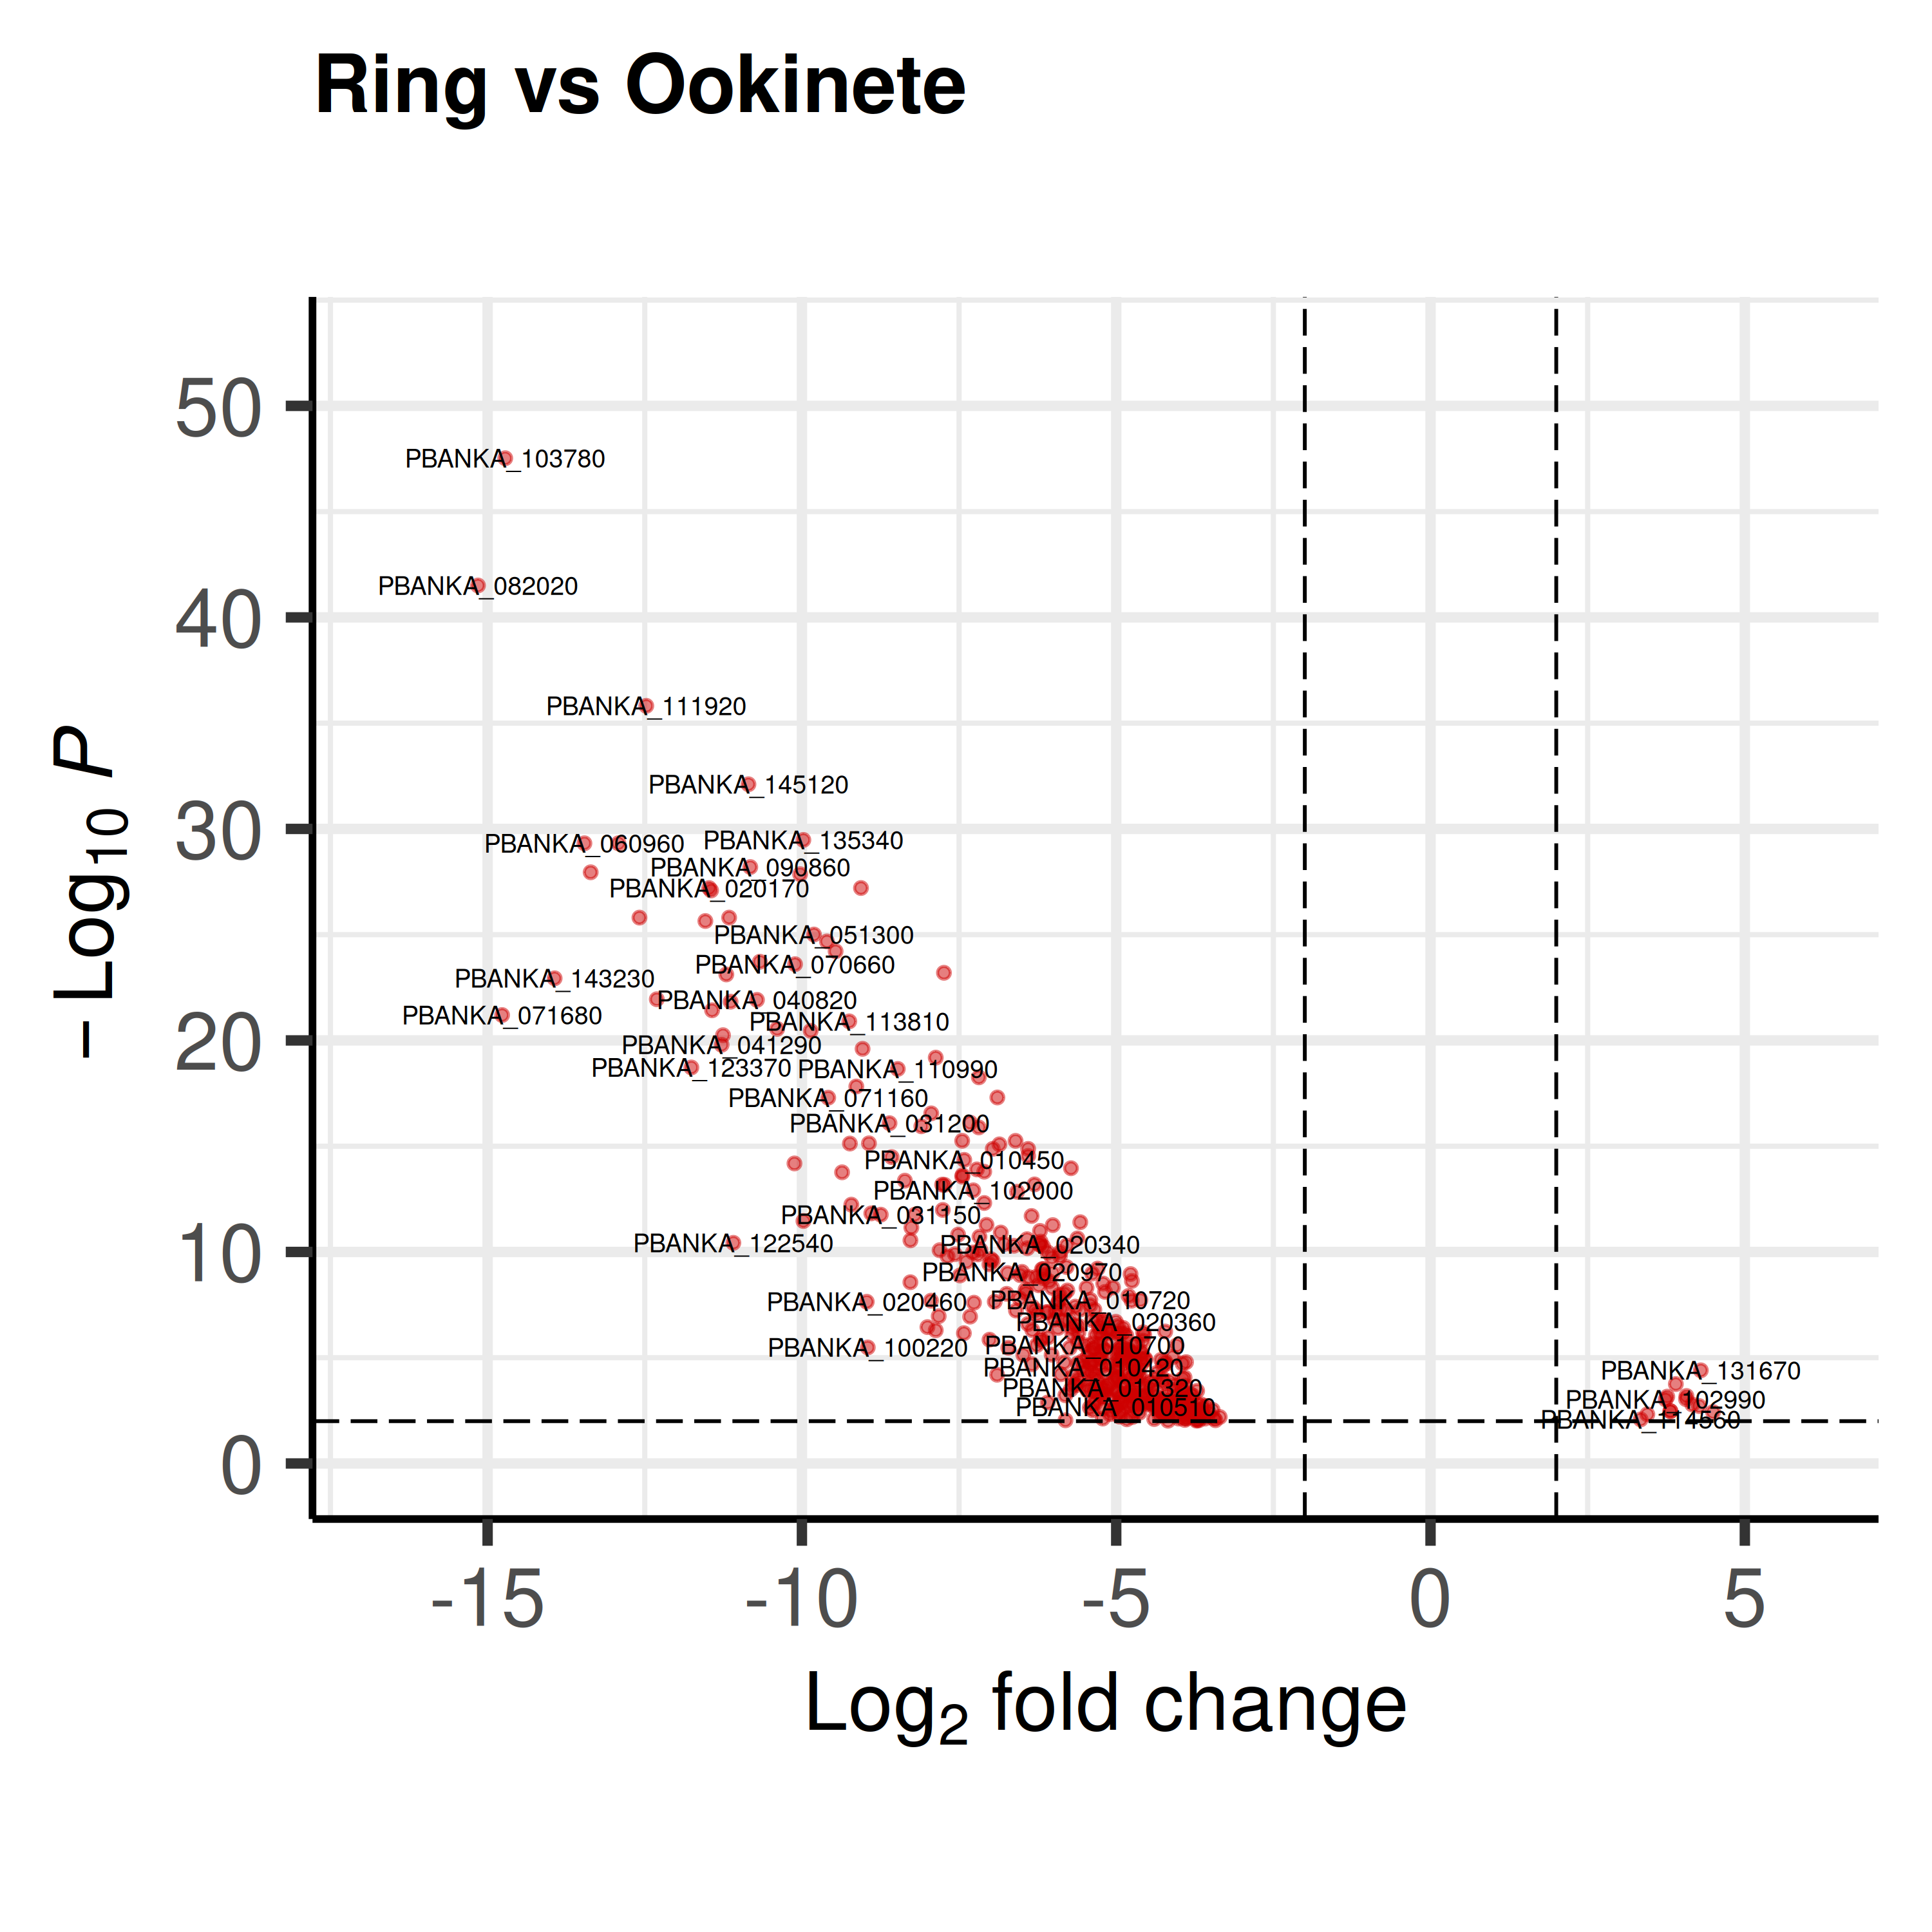 Ring vs Ookinete
− Log10 P
50
40
30
20
10
0
PBANKA_103780
PBANKA_082020
PBANKA_111920
PBANKA_145120
PBANKA_060960
PBANKA_135340
PBANKA_090860
PBANKA_020170
PBANKA_051300
PBANKA_070660
PBANKA_143230
PBANKA_040820
PBANKA_071680
PBANKA_113810
PBANKA_041290
PBANKA_123370
PBANKA_110990
PBANKA_071160
PBANKA_031200
PBANKA_010450
PBANKA_102000
PBANKA_031150
PBANKA_122540
PBANKA_020340
PBANKA_020970
PBANKA_020460
PBANKA_010720
PBANKA_020360
PBANKA_100220
PBANKA_010700
PBANKA_010420
PBANKA_131670
PBANKA_010320
PBANKA_102990
PBANKA_010510
PBANKA_114560
-15
-10
-5
0
5
Log2 fold change